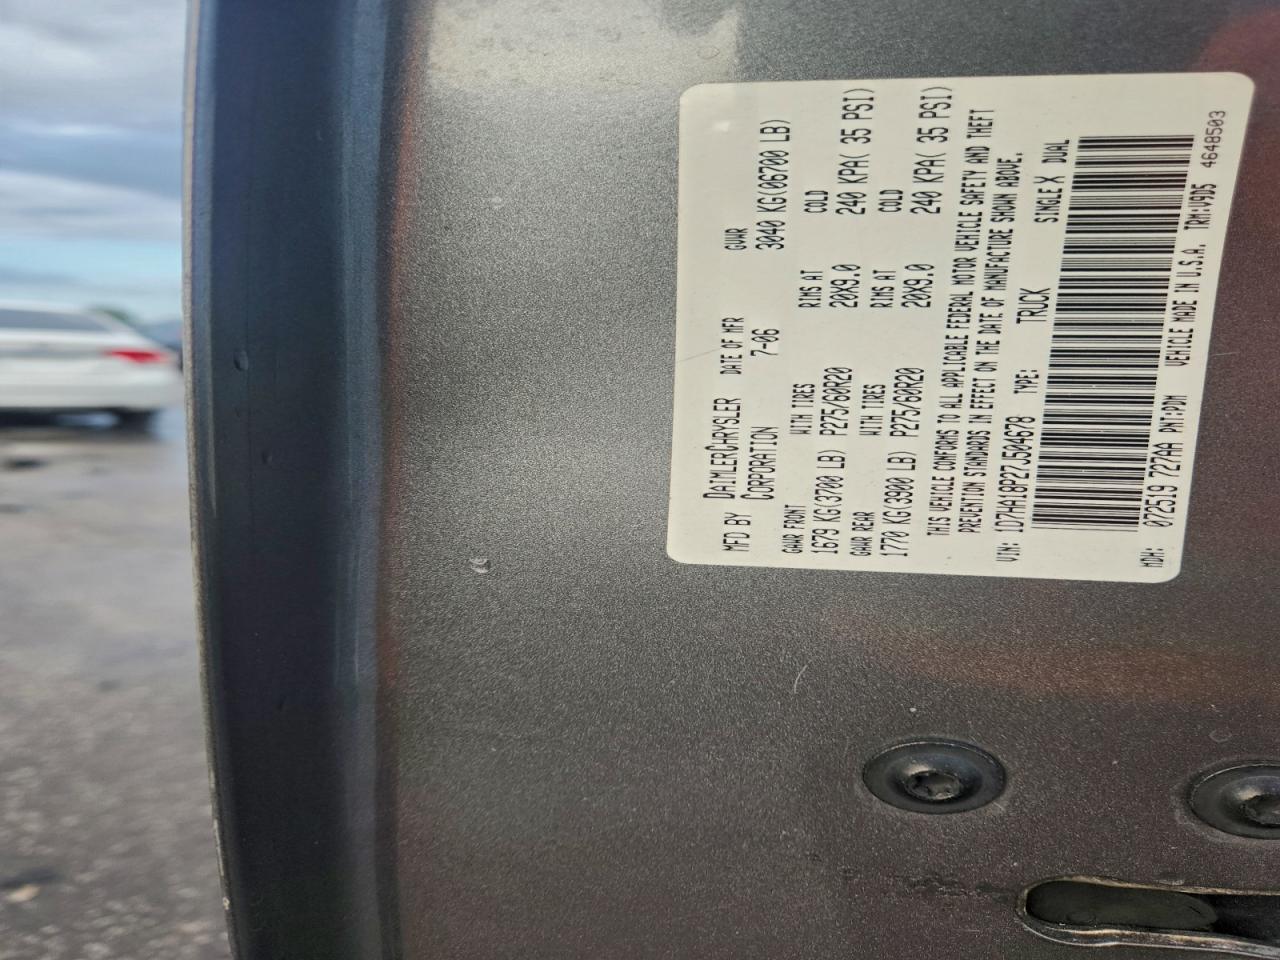 MFD BY DAIMLERCHRYSLER CORPORATION DATE OF MFR 7-06 GVWR 3040 KG(06700 LB)
GAWR FRONT WITH TIRES RIMS AT COLD
1679 KG(3700 LB) P275/60R20 20X9.0 240 KPA( 35 PSI)
GAWR REAR WITH TIRES RIMS AT COLD
1770 KG(3900 LB) P275/60R20 20X9.0 240 KPA( 35 PSI)
THIS VEHICLE CONFORMS TO ALL APPLICABLE FEDERAL MOTOR VEHICLE SAFETY AND THEFT
PREVENTION STANDARDS IN EFFECT ON THE DATE OF MANUFACTURE SHOWN ABOVE.
VIN: 1D7HA18P27J504678 TYPE: TRUCK SINGLE X DUAL
MDH: 072519 727AA PNT:PDM VEHICLE MADE IN U.S.A. TRM:V9D5 4648503